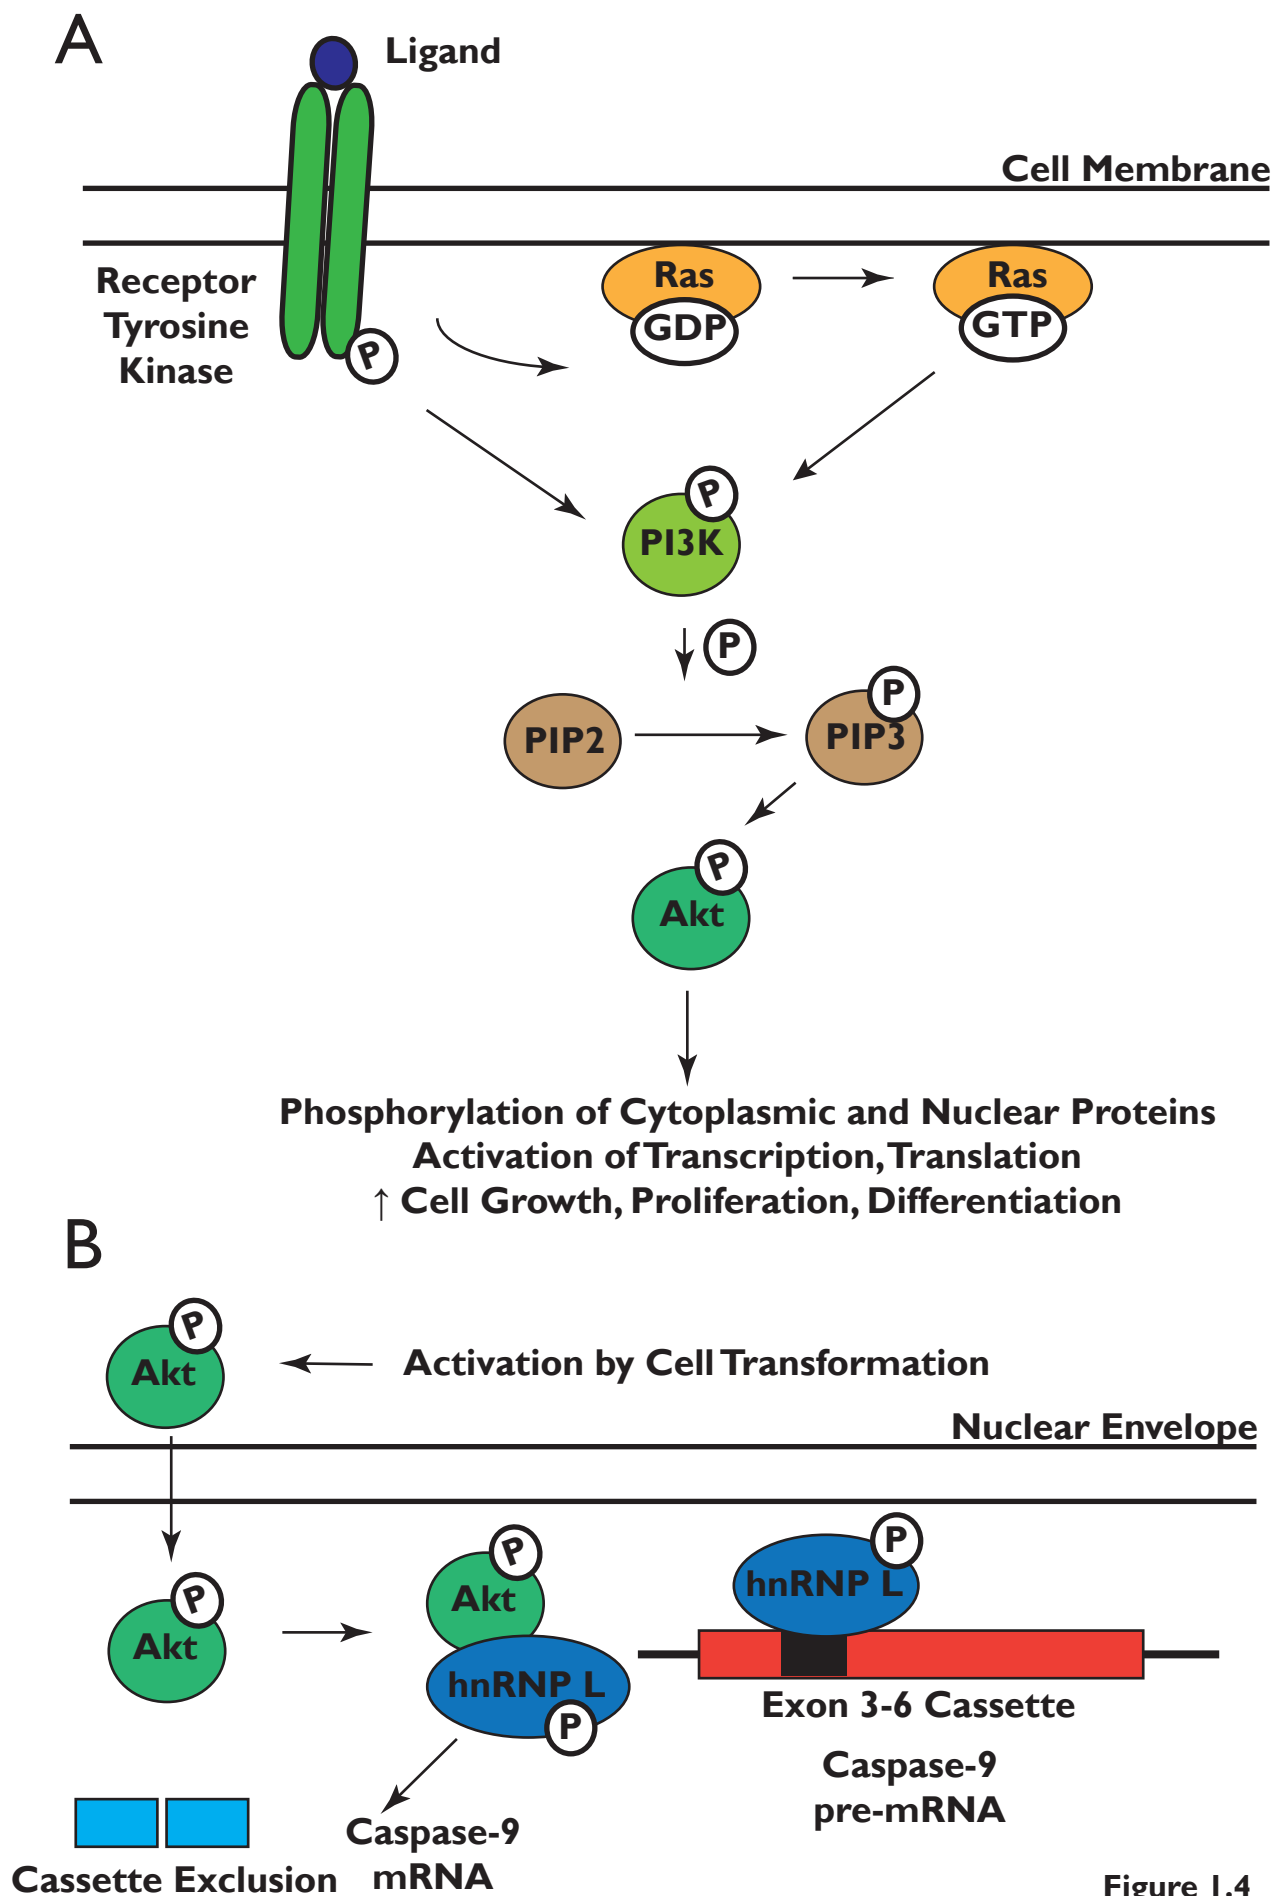 A
Ligand
Cell Membrane
Receptor
Tyrosine
Kinase
P
Ras
GDP
Ras
GTP
P
PI3K
P
PIP2
P
PIP3
P
Akt
Phosphorylation of Cytoplasmic and Nuclear Proteins
Activation of Transcription, Translation
↑ Cell Growth, Proliferation, Differentiation
B
P
Akt
Activation by Cell Transformation
Nuclear Envelope
P
Akt
P
Akt
hnRNP L
P
P
hnRNP L
Exon 3-6 Cassette
Caspase-9
pre-mRNA
Caspase-9
mRNA
Cassette Exclusion
Figure 1.4